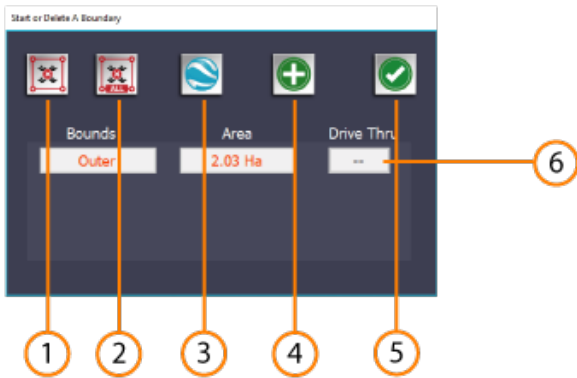 Start or Delete A Boundary
ALL
Bounds Area Drive Thru
Outer 2.03 Ha --
6
1 2 3 4 5